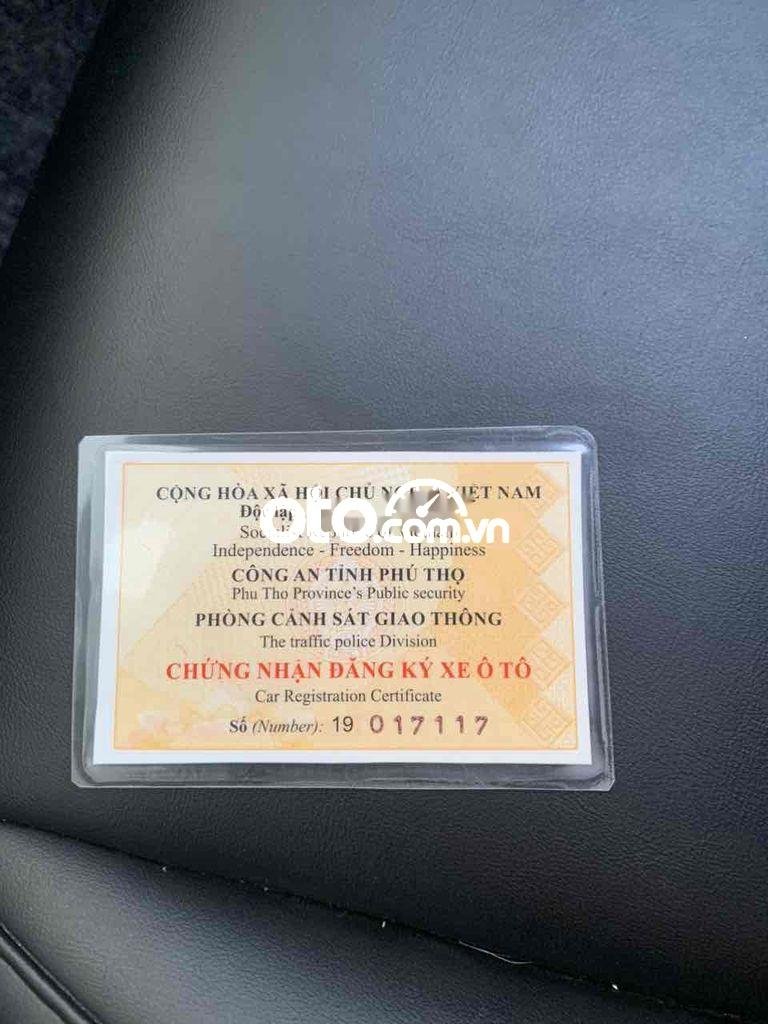 CỘNG HÒA XÃ HỘI CHỦ VIỆT NAM
Độc lập
oto.com.vn
Independence - Freedom - Happiness
CÔNG AN TỈNH PHÚ THỌ
Phu Tho Province's Public security
PHÒNG CẢNH SÁT GIAO THÔNG
The traffic police Division
CHỨNG NHẬN ĐĂNG KÝ XE Ô TÔ
Car Registration Certificate
Số (Number): 19 017117